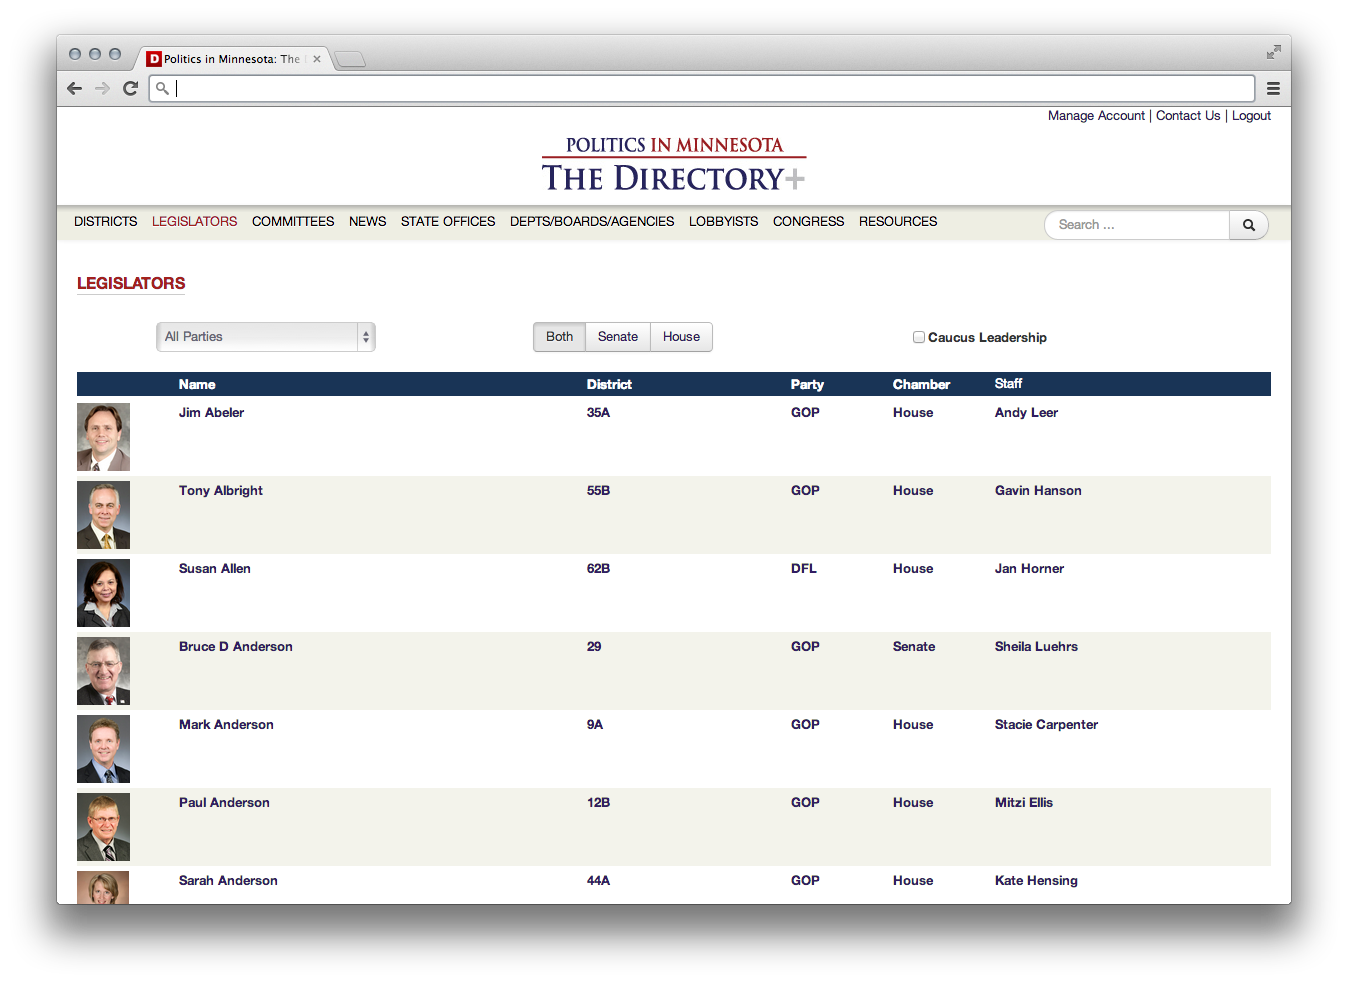 D Politics in Minnesota: The
Manage Account | Contact Us | Logout
POLITICS IN MINNESOTA
THE DIRECTORY+
DISTRICTS LEGISLATORS COMMITTEES NEWS STATE OFFICES DEPTS/BOARDS/AGENCIES LOBBYISTS CONGRESS RESOURCES Search ...
LEGISLATORS
All Parties Both Senate House Caucus Leadership
Name District Party Chamber Staff
Jim Abeler 35A GOP House Andy Leer
Tony Albright 55B GOP House Gavin Hanson
Susan Allen 62B DFL House Jan Horner
Bruce D Anderson 29 GOP Senate Sheila Luehrs
Mark Anderson 9A GOP House Stacie Carpenter
Paul Anderson 12B GOP House Mitzi Ellis
Sarah Anderson 44A GOP House Kate Hensing